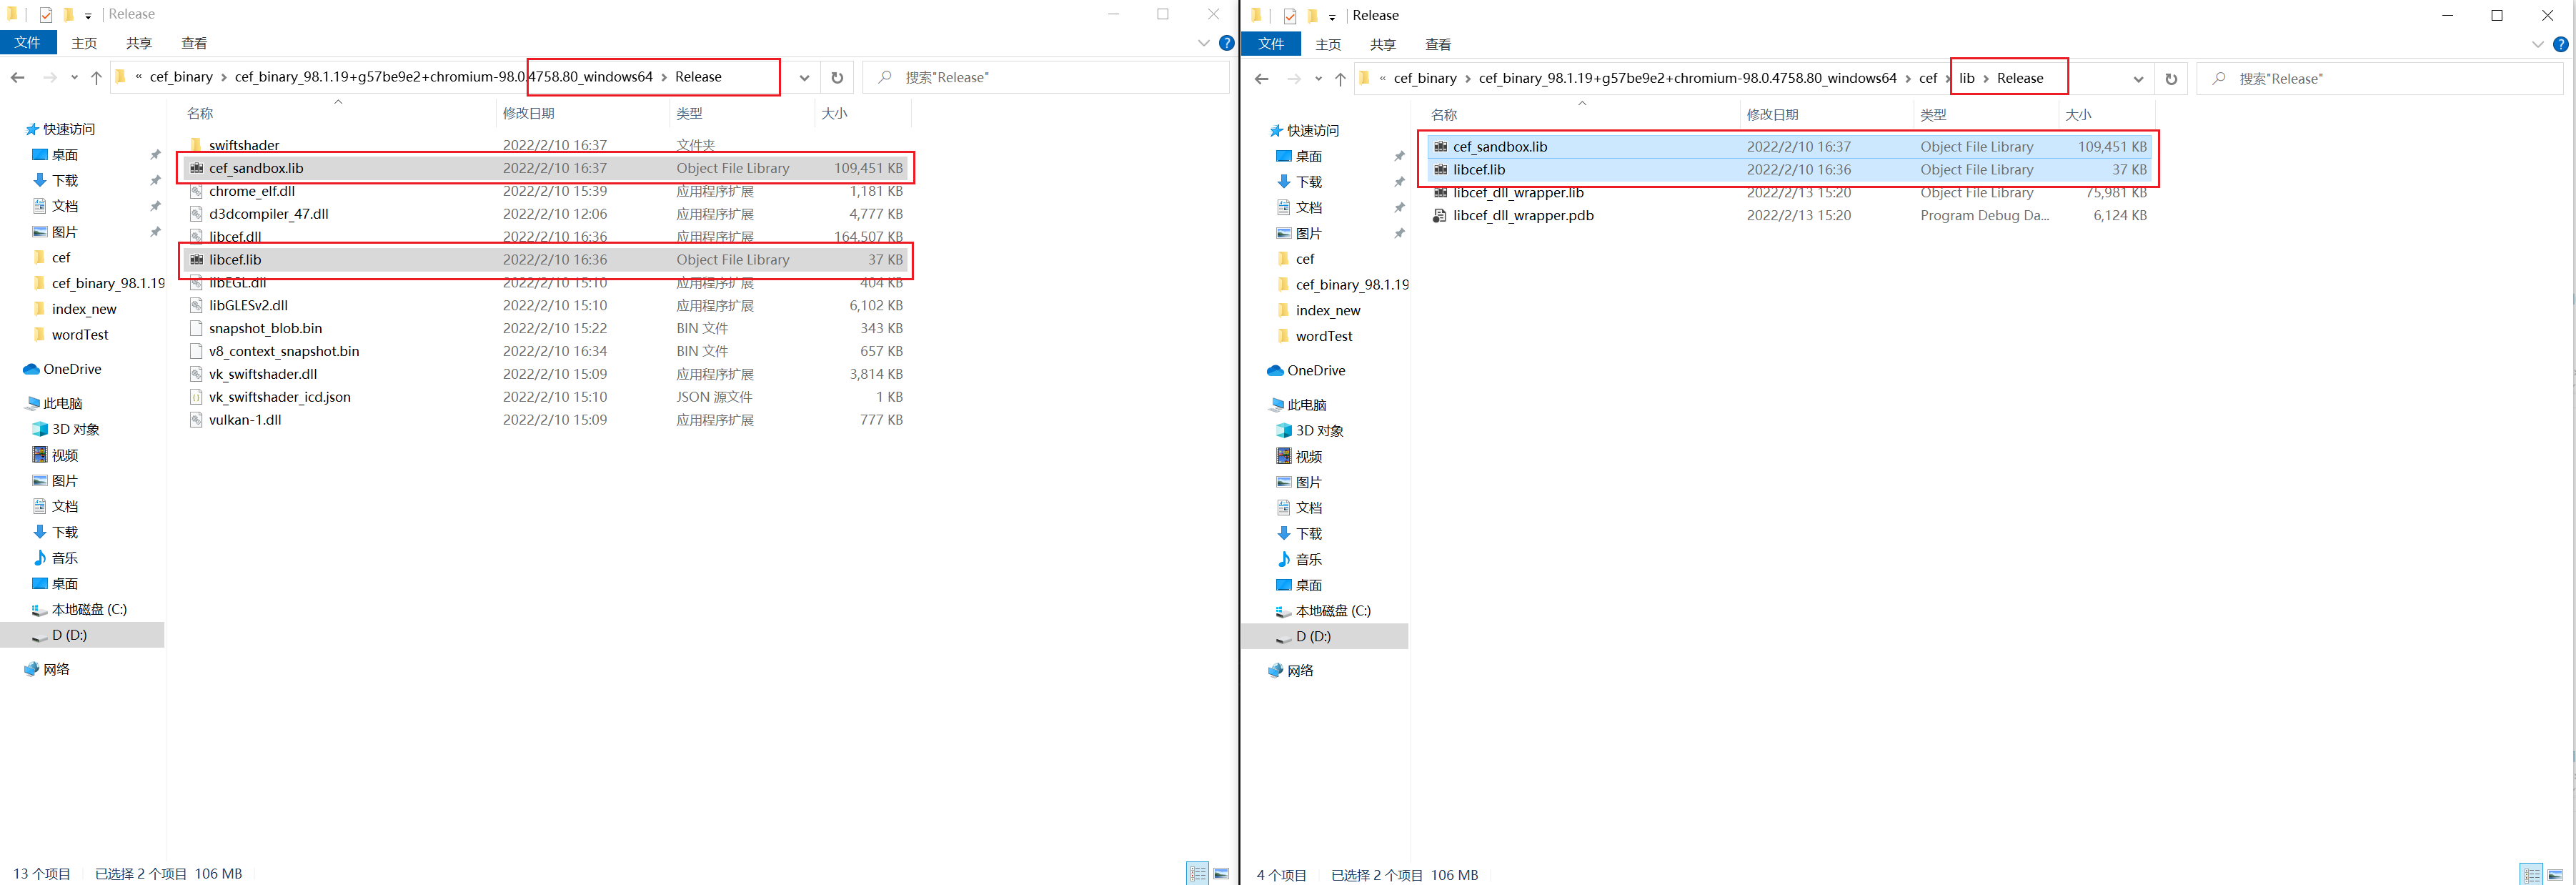 Release
文件 主页 共享 查看
« cef_binary › cef_binary_98.1.19+g57be9e2+chromium-98.0.4758.80_windows64 › Release
搜索"Release"
名称 修改日期 类型 大小
快速访问
桌面
下载
文档
图片
cef
cef_binary_98.1.19
index_new
wordTest
OneDrive
此电脑
3D 对象
视频
图片
文档
下载
音乐
桌面
本地磁盘 (C:)
D (D:)
网络
swiftshader 2022/2/10 16:37 文件夹
cef_sandbox.lib 2022/2/10 16:37 Object File Library 109,451 KB
chrome_elf.dll 2022/2/10 15:39 应用程序扩展 1,181 KB
d3dcompiler_47.dll 2022/2/10 12:06 应用程序扩展 4,777 KB
libcef.dll 2022/2/10 16:36 应用程序扩展 164,507 KB
libcef.lib 2022/2/10 16:36 Object File Library 37 KB
libEGL.dll 2022/2/10 15:10 应用程序扩展 404 KB
libGLESv2.dll 2022/2/10 15:10 应用程序扩展 6,102 KB
snapshot_blob.bin 2022/2/10 15:22 BIN 文件 343 KB
v8_context_snapshot.bin 2022/2/10 16:34 BIN 文件 657 KB
vk_swiftshader.dll 2022/2/10 15:09 应用程序扩展 3,814 KB
vk_swiftshader_icd.json 2022/2/10 15:10 JSON 源文件 1 KB
vulkan-1.dll 2022/2/10 15:09 应用程序扩展 777 KB
13 个项目 已选择 2 个项目 106 MB
Release
文件 主页 共享 查看
« cef_binary › cef_binary_98.1.19+g57be9e2+chromium-98.0.4758.80_windows64 › cef › lib › Release
搜索"Release"
名称 修改日期 类型 大小
快速访问
桌面
下载
文档
图片
cef
cef_binary_98.1.19
index_new
wordTest
OneDrive
此电脑
3D 对象
视频
图片
文档
下载
音乐
桌面
本地磁盘 (C:)
D (D:)
网络
cef_sandbox.lib 2022/2/10 16:37 Object File Library 109,451 KB
libcef.lib 2022/2/10 16:36 Object File Library 37 KB
libcef_dll_wrapper.lib 2022/2/13 15:20 Object File Library 75,981 KB
libcef_dll_wrapper.pdb 2022/2/13 15:20 Program Debug Da... 6,124 KB
4 个项目 已选择 2 个项目 106 MB